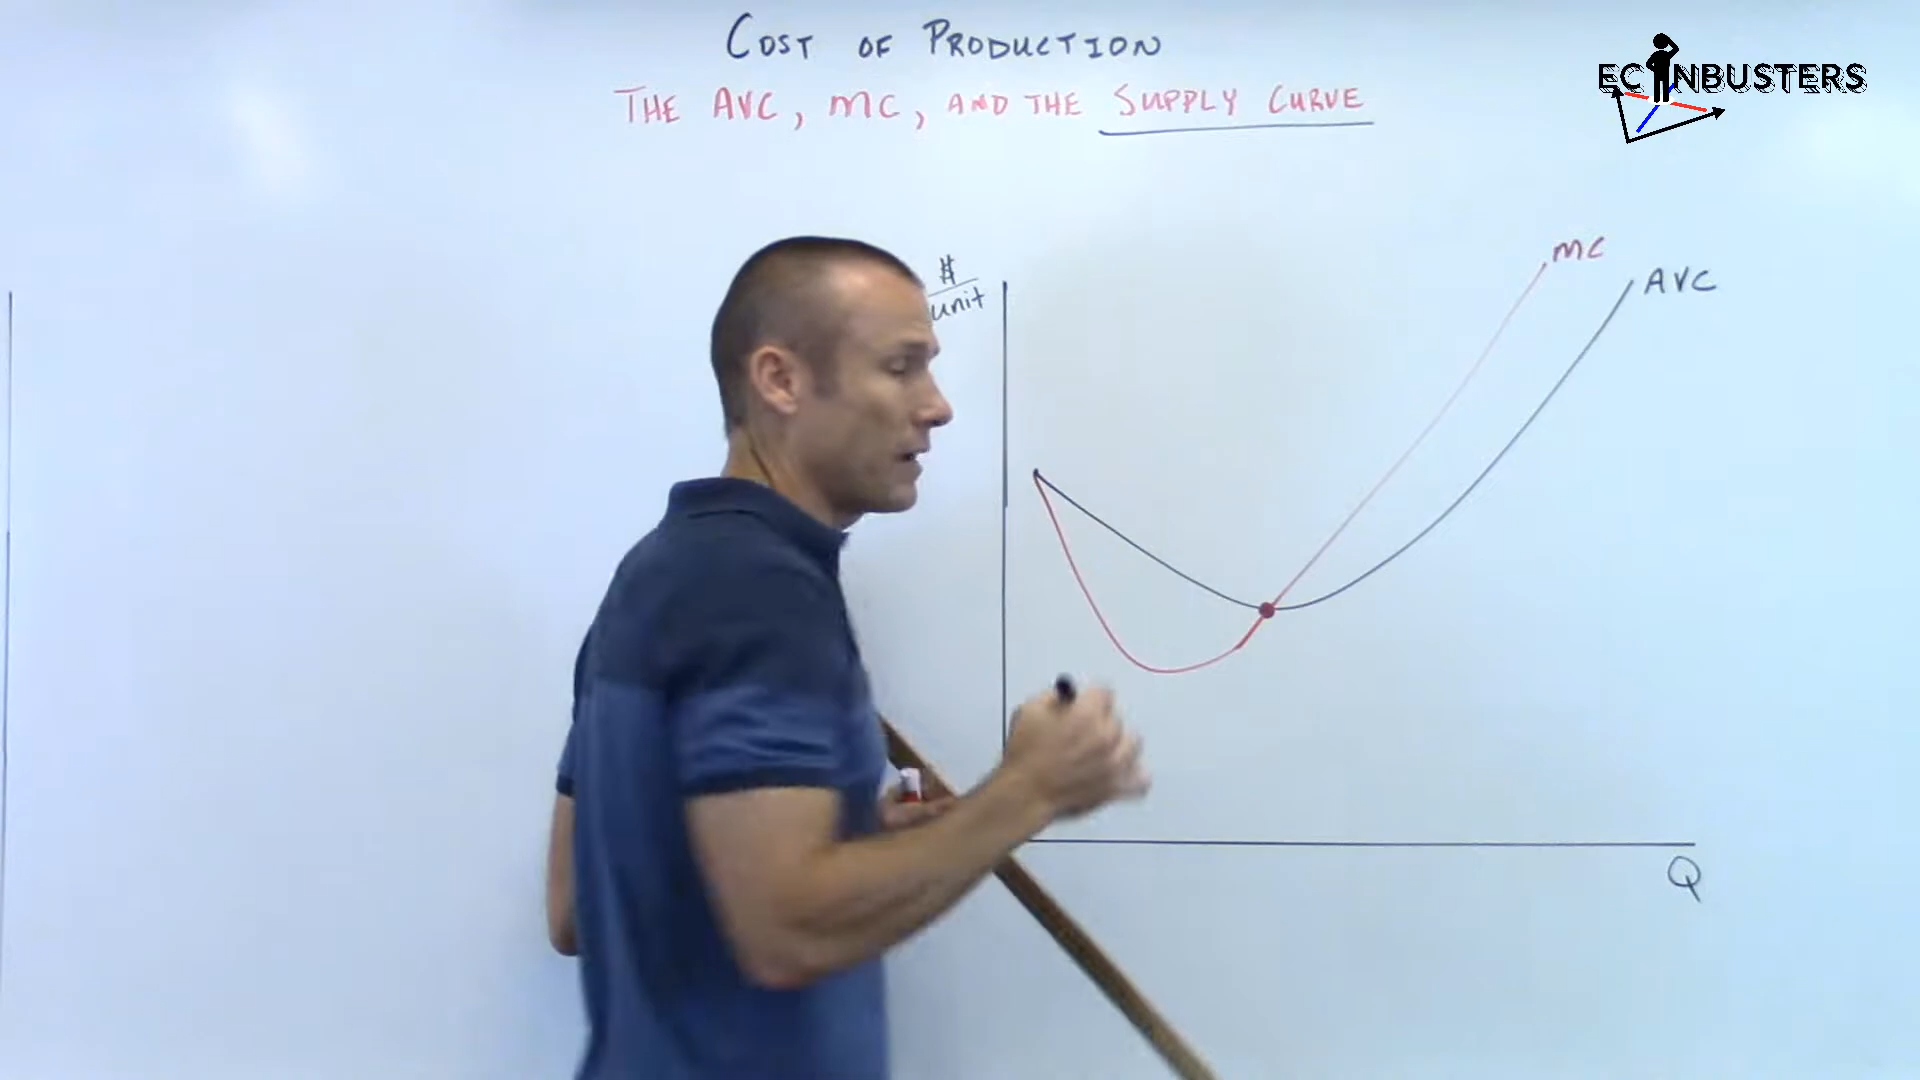 COST OF PRODUCTION
THE AVC, MC, AND THE SUPPLY CURVE
ECONBUSTERS
$
unit
MC
AVC
Q